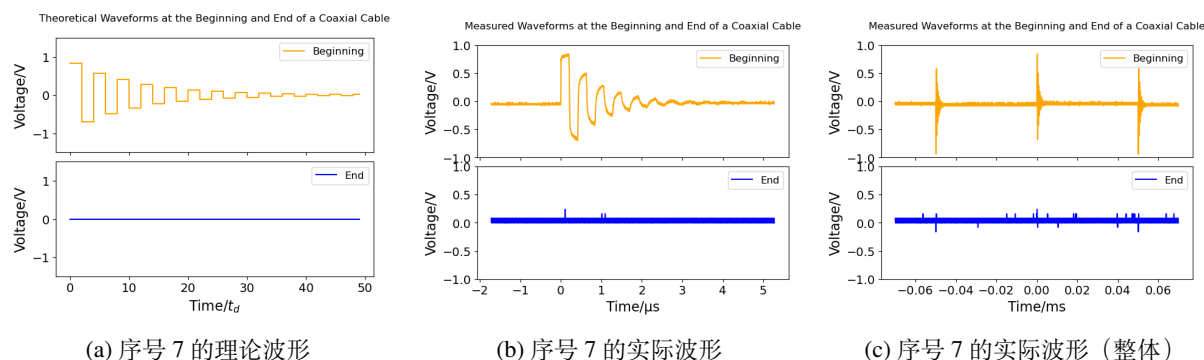 Theoretical Waveforms at the Beginning and End of a Coaxial Cable
Voltage/V
1
0
−1
Beginning
Voltage/V
1
0
−1
End
0 10 20 30 40 50
Time/t_d
(a) 序号 7 的理论波形
Measured Waveforms at the Beginning and End of a Coaxial Cable
Voltage/V
1.0
0.5
0.0
−0.5
−1.0
Beginning
Voltage/V
1.0
0.5
0.0
−0.5
−1.0
End
−2 −1 0 1 2 3 4 5
Time/μs
(b) 序号 7 的实际波形
Measured Waveforms at the Beginning and End of a Coaxial Cable
Voltage/V
1.0
0.5
0.0
−0.5
−1.0
Beginning
Voltage/V
1.0
0.5
0.0
−0.5
−1.0
End
−0.06 −0.04 −0.02 0.00 0.02 0.04 0.06
Time/ms
(c) 序号 7 的实际波形（整体）